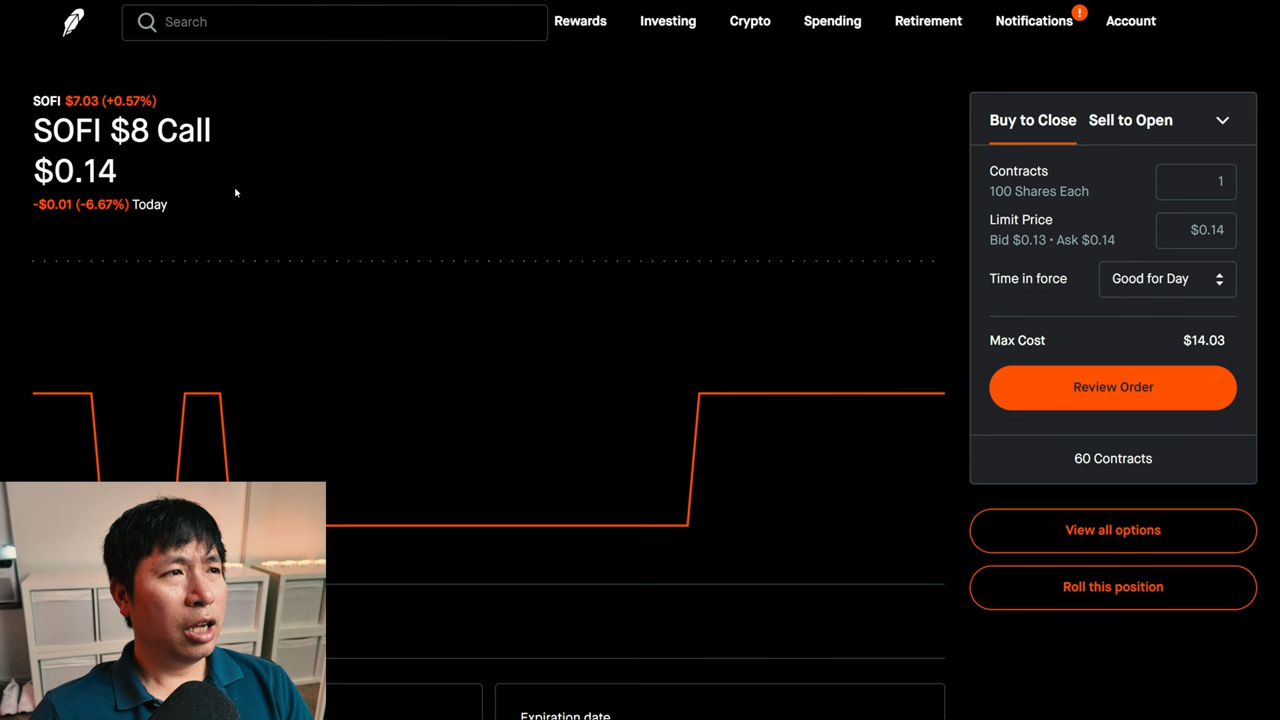 Search
Rewards
Investing
Crypto
Spending
Retirement
Notifications
!
Account
SOFI $7.03 (+0.57%)
SOFI $8 Call
$0.14
-$0.01 (-6.67%) Today
Buy to Close
Sell to Open
Contracts
100 Shares Each
1
Limit Price
Bid $0.13 • Ask $0.14
$0.14
Time in force
Good for Day
Max Cost
$14.03
Review Order
60 Contracts
View all options
Roll this position
Expiration date